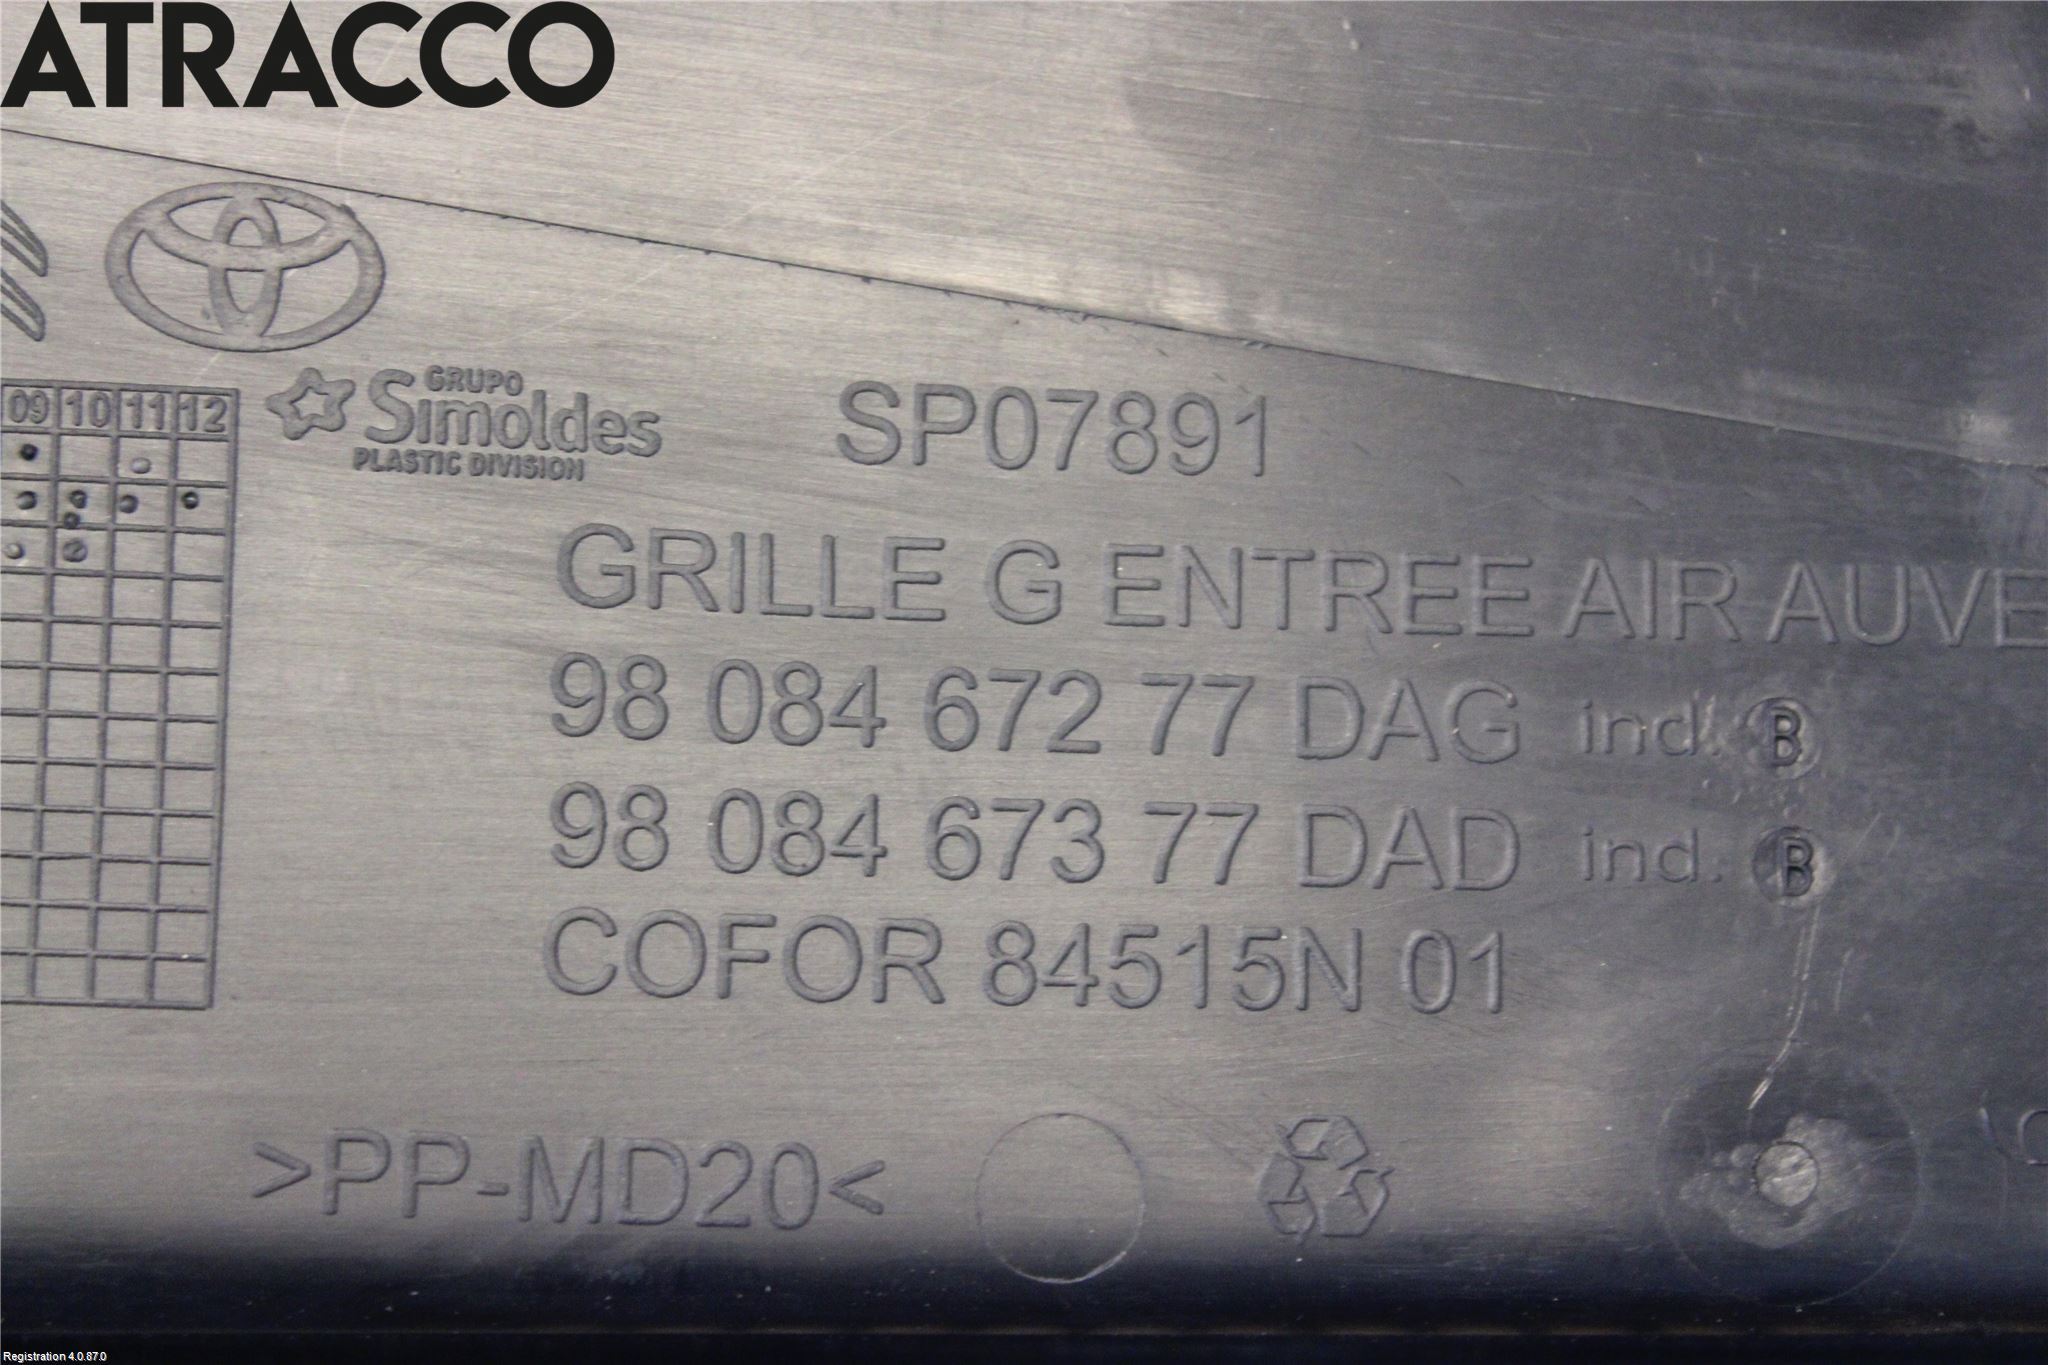 ATRACCO
09 10 11 12
GRUPO
Simoldes
PLASTIC DIVISION
SP07891
GRILLE G ENTREE AIR AUVE
98 084 672 77 DAG ind. B
98 084 673 77 DAD ind. B
COFOR 84515N 01
>PP-MD20<
Registration 4.0.87.0